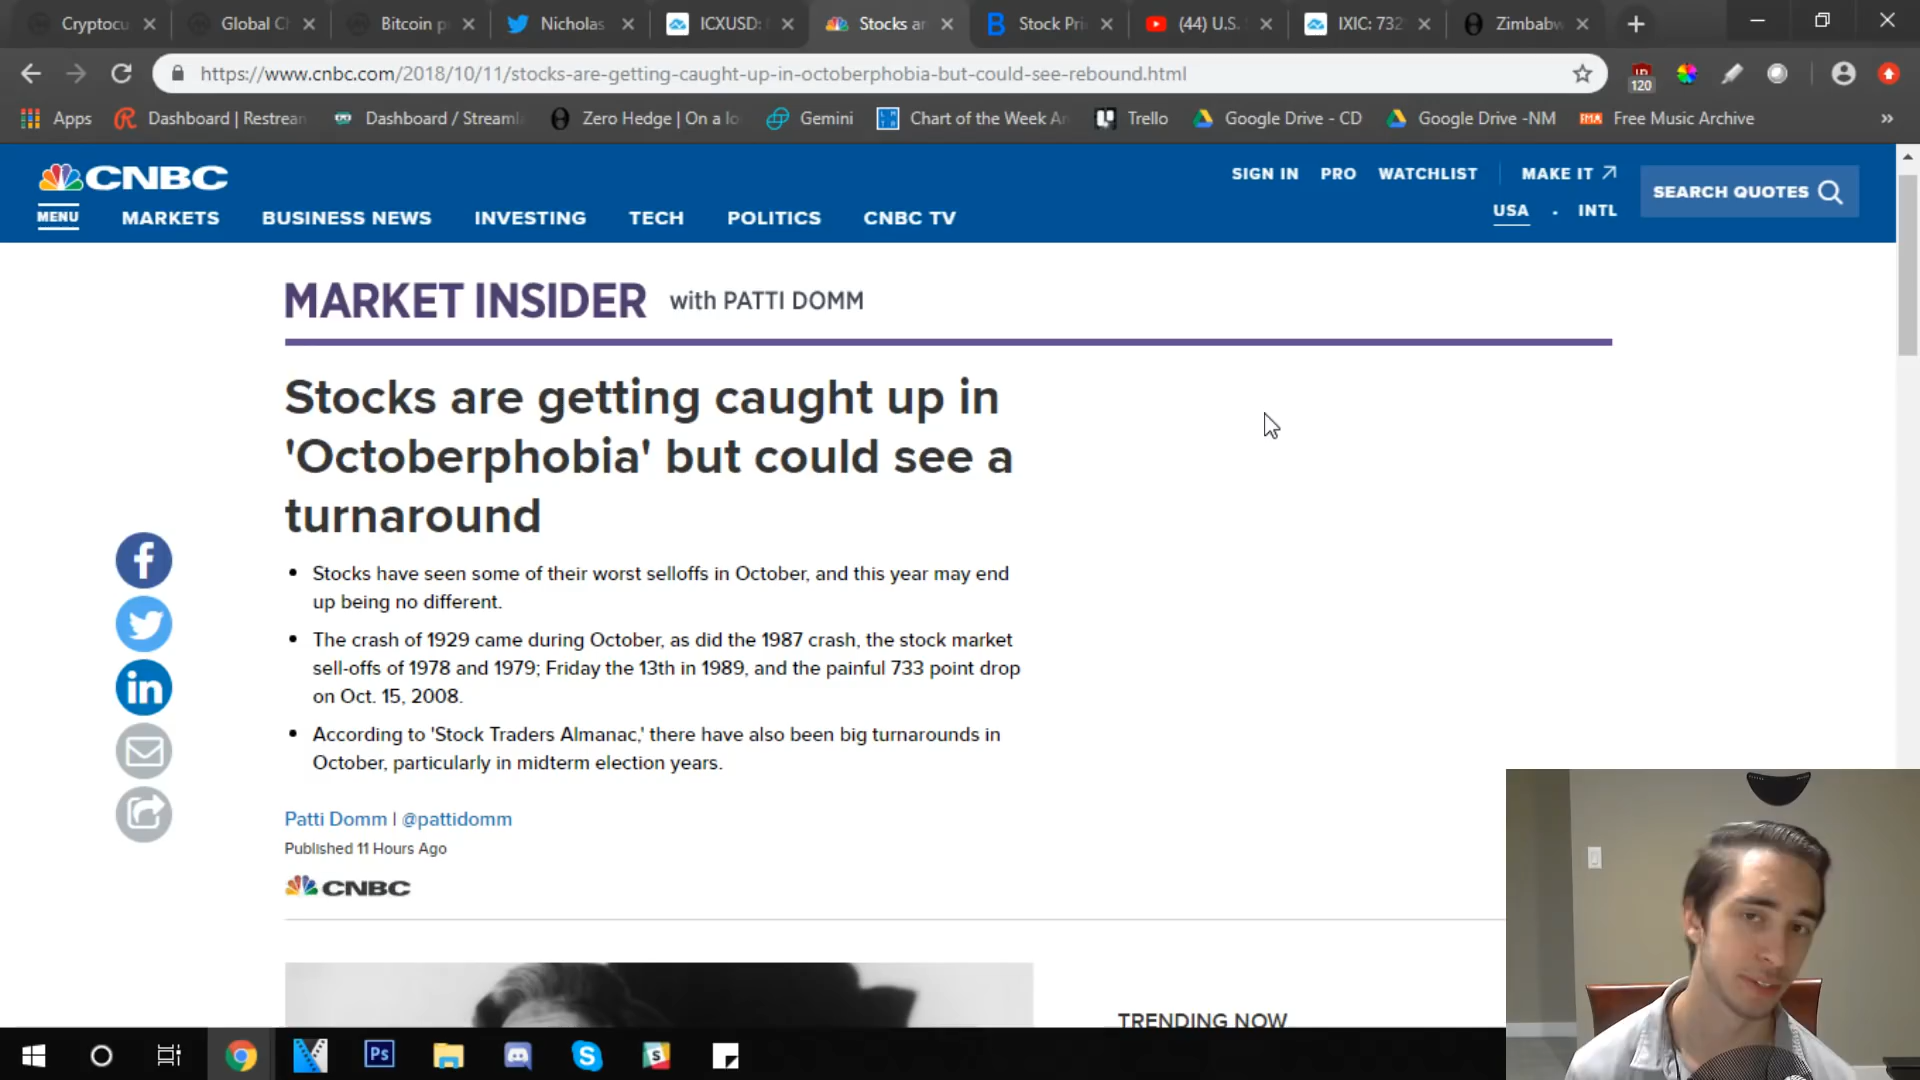 Cryptocu
Global Cl
Bitcoin p
Nicholas
ICXUSD:
Stocks ar
Stock Pri
(44) U.S.
IXIC: 732
Zimbabw
https://www.cnbc.com/2018/10/11/stocks-are-getting-caught-up-in-octoberphobia-but-could-see-rebound.html
120
Apps
Dashboard | Restrean
Dashboard / Streaml
Zero Hedge | On a lo
Gemini
Chart of the Week Ar
Trello
Google Drive - CD
Google Drive -NM
FMA
Free Music Archive
»
CNBC
SIGN IN
PRO
WATCHLIST
MAKE IT
SEARCH QUOTES
USA
INTL
MENU
MARKETS
BUSINESS NEWS
INVESTING
TECH
POLITICS
CNBC TV
MARKET INSIDER with PATTI DOMM
Stocks are getting caught up in
'Octoberphobia' but could see a
turnaround
Stocks have seen some of their worst selloffs in October, and this year may end
up being no different.
The crash of 1929 came during October, as did the 1987 crash, the stock market
sell-offs of 1978 and 1979; Friday the 13th in 1989, and the painful 733 point drop
on Oct. 15, 2008.
According to 'Stock Traders Almanac,' there have also been big turnarounds in
October, particularly in midterm election years.
Patti Domm | @pattidomm
Published 11 Hours Ago
CNBC
TRENDING NOW
Ps